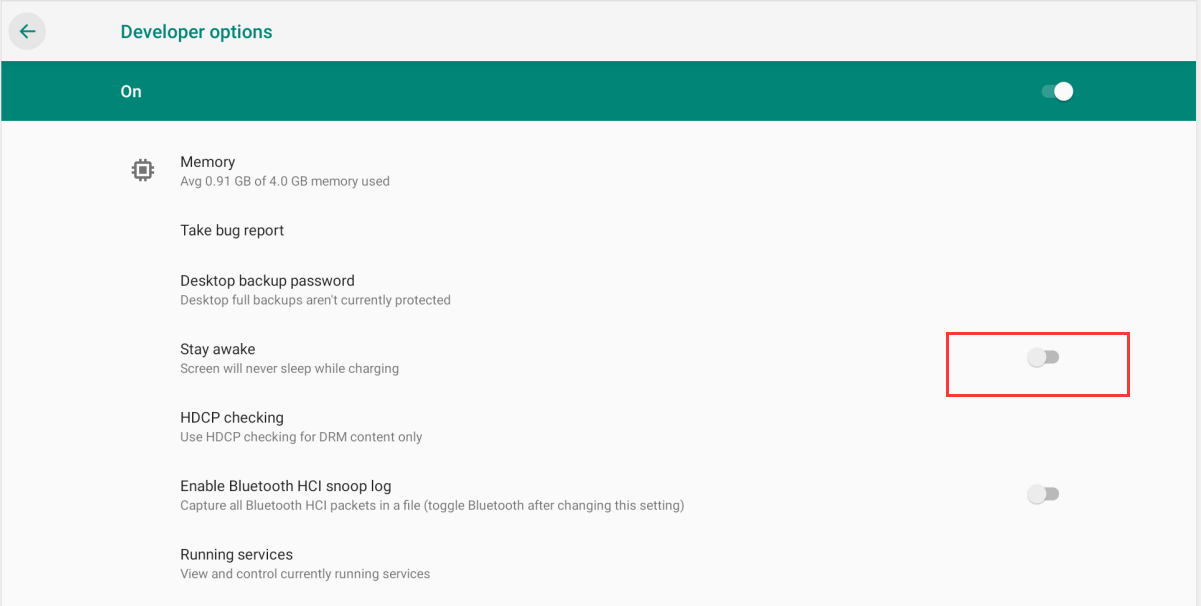 Developer options
On
Memory
Avg 0.91 GB of 4.0 GB memory used
Take bug report
Desktop backup password
Desktop full backups aren't currently protected
Stay awake
Screen will never sleep while charging
HDCP checking
Use HDCP checking for DRM content only
Enable Bluetooth HCI snoop log
Capture all Bluetooth HCI packets in a file (toggle Bluetooth after changing this setting)
Running services
View and control currently running services